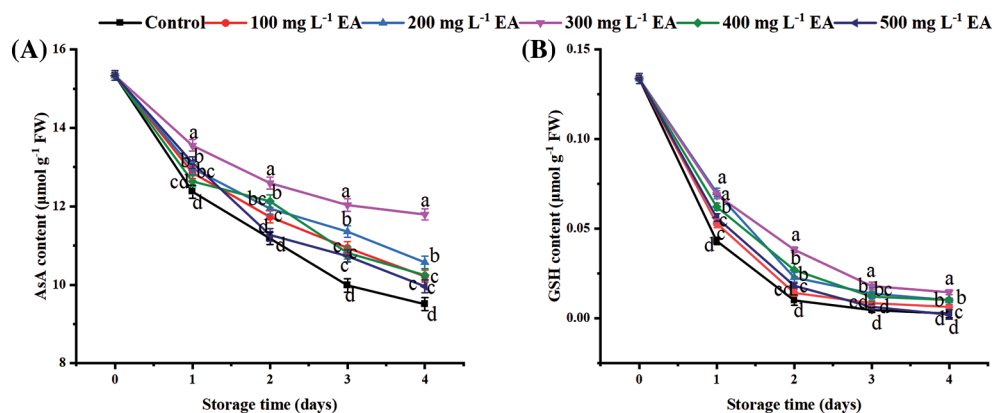 Control 100 mg L⁻¹ EA 200 mg L⁻¹ EA 300 mg L⁻¹ EA 400 mg L⁻¹ EA 500 mg L⁻¹ EA
(A)
AsA content (μmol g⁻¹ FW)
16
14
12
10
8
a
b
b
bc
cd
d
a
b
bc
c
d
d
a
b
c
c
c
d
a
b
c
c
c
d
0 1 2 3 4
Storage time (days)
(B)
GSH content (μmol g⁻¹ FW)
0.15
0.10
0.05
0.00
a
a
b
c
c
d
a
b
b
c
cd
d
a
b
bc
cd
d
d
a
b
b
c
d
d
0 1 2 3 4
Storage time (days)